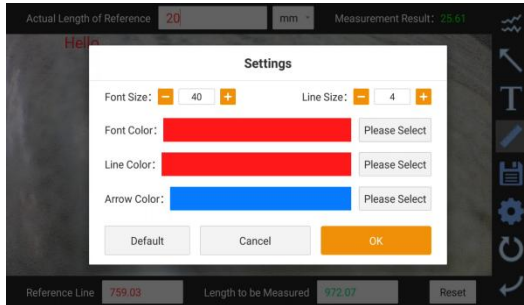 Actual Length of Reference 20 mm Measurement Result: 25.61
Hello
Settings
Font Size: − 40 + Line Size: − 4 +
Font Color: Please Select
Line Color: Please Select
Arrow Color: Please Select
Default Cancel OK
T
Reference Line 759.03 Length to be Measured 972.07 Reset